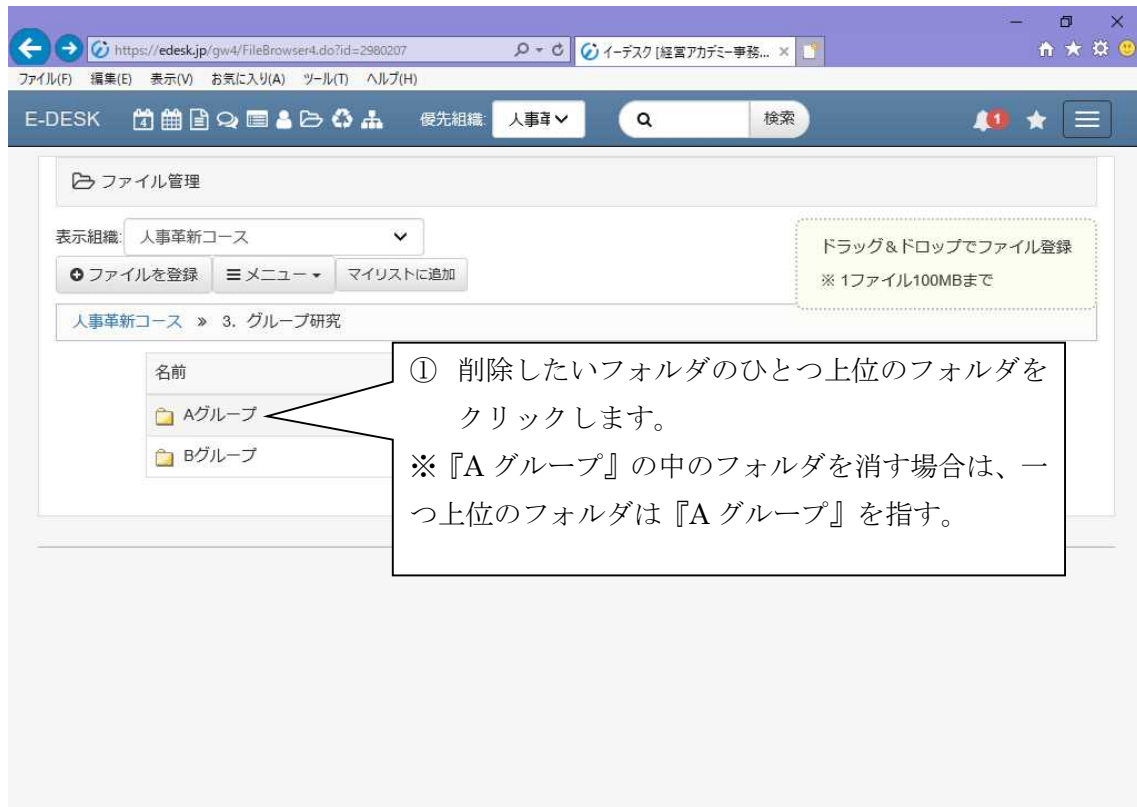 https://edesk.jp/gw4/FileBrowser4.do?id=2980207
イーデスク [経営アカデミー事務...
ファイル(F) 編集(E) 表示(V) お気に入り(A) ツール(T) ヘルプ(H)
E-DESK 4 優先組織: 人事革 検索 1
ファイル管理
表示組織: 人事革新コース
ドラッグ&ドロップでファイル登録
ファイルを登録 メニュー マイリストに追加
※ 1ファイル100MBまで
人事革新コース » 3. グループ研究
名前
Aグループ
Bグループ
① 削除したいフォルダのひとつ上位のフォルダを
クリックします。
※『A グループ』の中のフォルダを消す場合は、一
つ上位のフォルダは『A グループ』を指す。